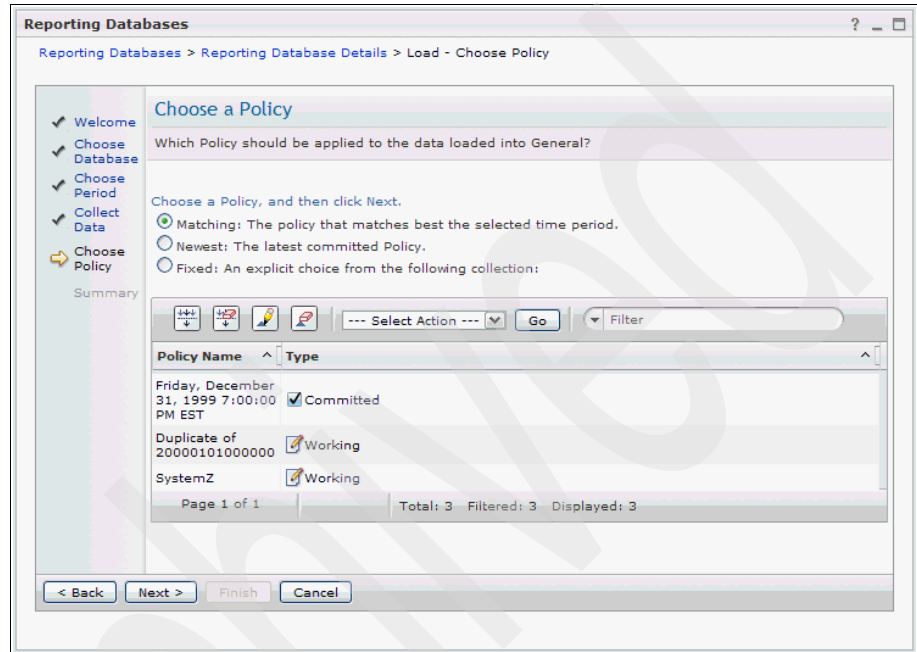 Reporting Databases
?
Reporting Databases > Reporting Database Details > Load - Choose Policy
Welcome
Choose
Database
Choose
Period
Collect
Data
Choose
Policy
Summary
Choose a Policy
Which Policy should be applied to the data loaded into General?
Choose a Policy, and then click Next.
Matching: The policy that matches best the selected time period.
Newest: The latest committed Policy.
Fixed: An explicit choice from the following collection:
--- Select Action --- Go Filter
Policy Name ^ Type ^
Friday, December
31, 1999 7:00:00
PM EST
Committed
Duplicate of
20000101000000
Working
SystemZ Working
Page 1 of 1 Total: 3 Filtered: 3 Displayed: 3
< Back Next > Finish Cancel
hived